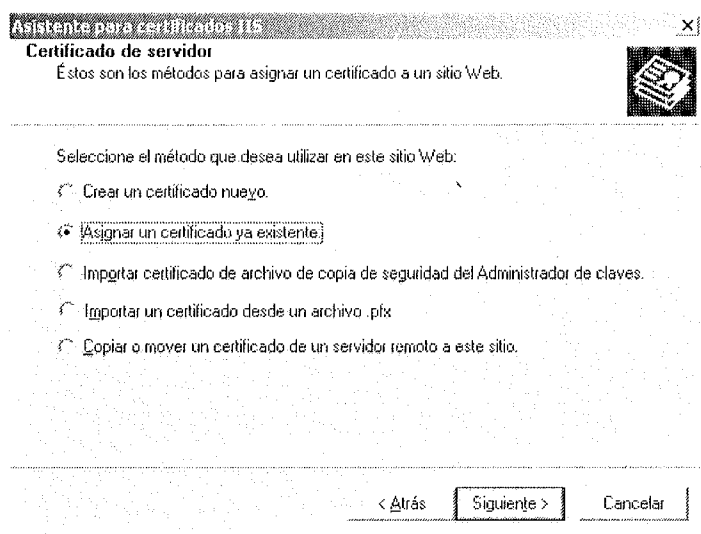 Asistente para certificados IIS
Certificado de servidor
Éstos son los métodos para asignar un certificado a un sitio Web.
Seleccione el método que desea utilizar en este sitio Web:
Crear un certificado nuevo.
Asignar un certificado ya existente.
Importar certificado de archivo de copia de seguridad del Administrador de claves.
Importar un certificado desde un archivo .pfx
Copiar o mover un certificado de un servidor remoto a este sitio.
< Atrás Siguiente > Cancelar